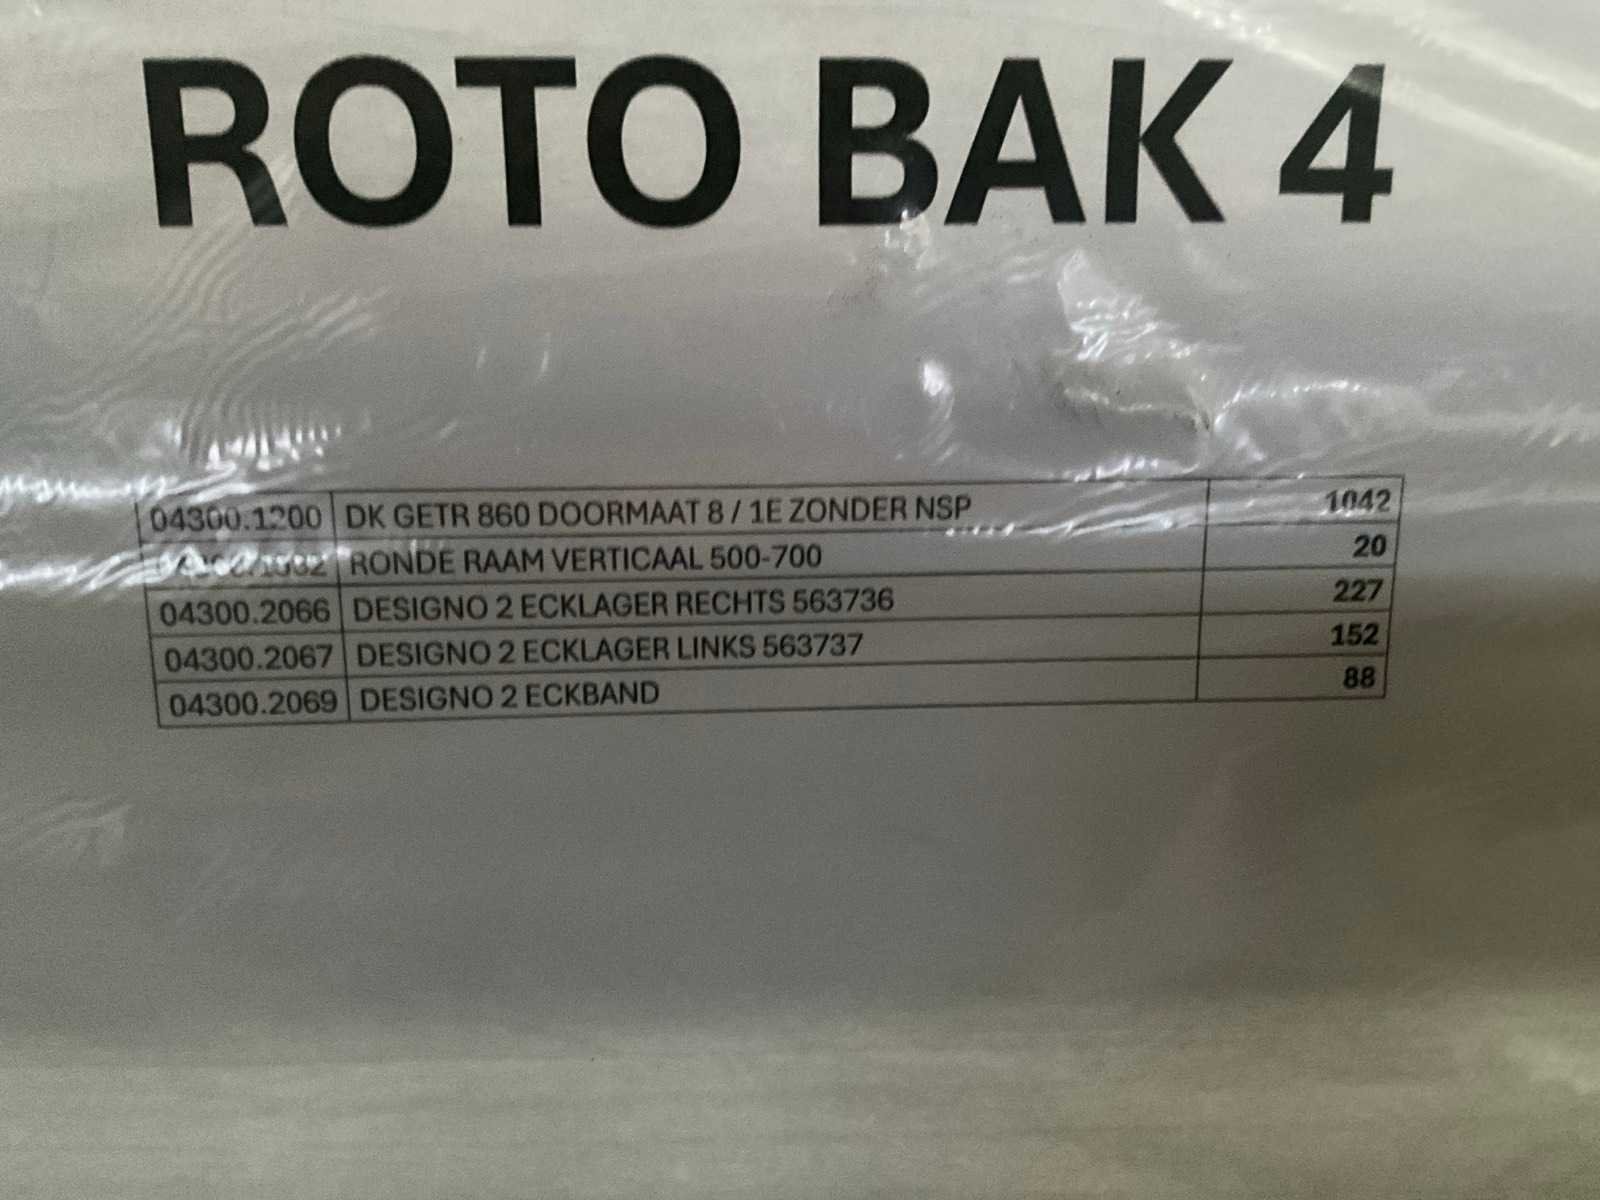 ROTO BAK 4
04300.1200 DK GETR 860 DOORMAAT 8 / 1E ZONDER NSP 1042
RONDE RAAM VERTICAAL 500-700 20
04300.2066 DESIGNO 2 ECKLAGER RECHTS 563736 227
04300.2067 DESIGNO 2 ECKLAGER LINKS 563737 152
04300.2069 DESIGNO 2 ECKBAND 88